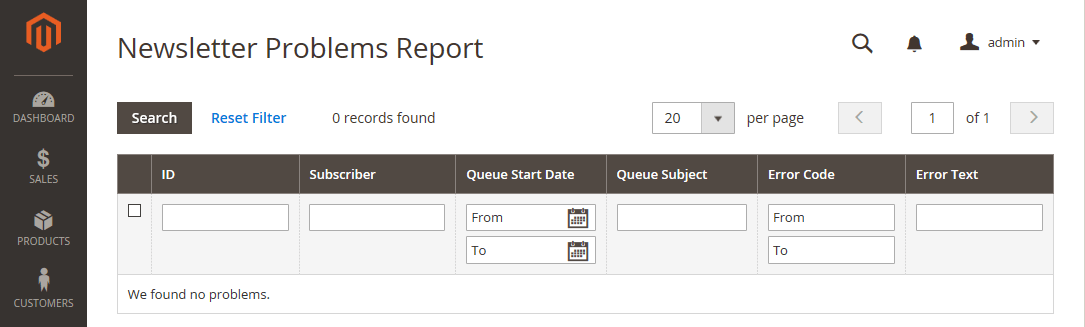 Newsletter Problems Report
admin
DASHBOARD
SALES
PRODUCTS
CUSTOMERS
Search Reset Filter 0 records found 20 per page 1 of 1
ID Subscriber Queue Start Date Queue Subject Error Code Error Text
From From
To To
We found no problems.